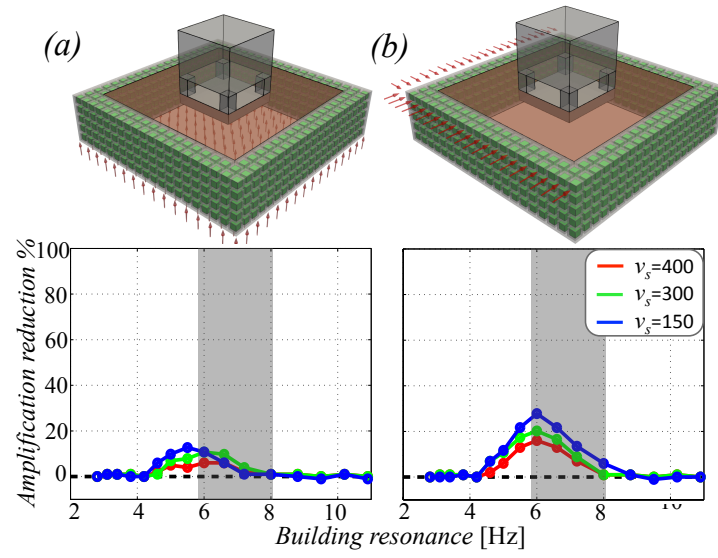 (a)
(b)
Amplification reduction %
100
80
60
40
20
0
v_s=400
v_s=300
v_s=150
2 4 6 8 10
2 4 6 8 10
Building resonance [Hz]